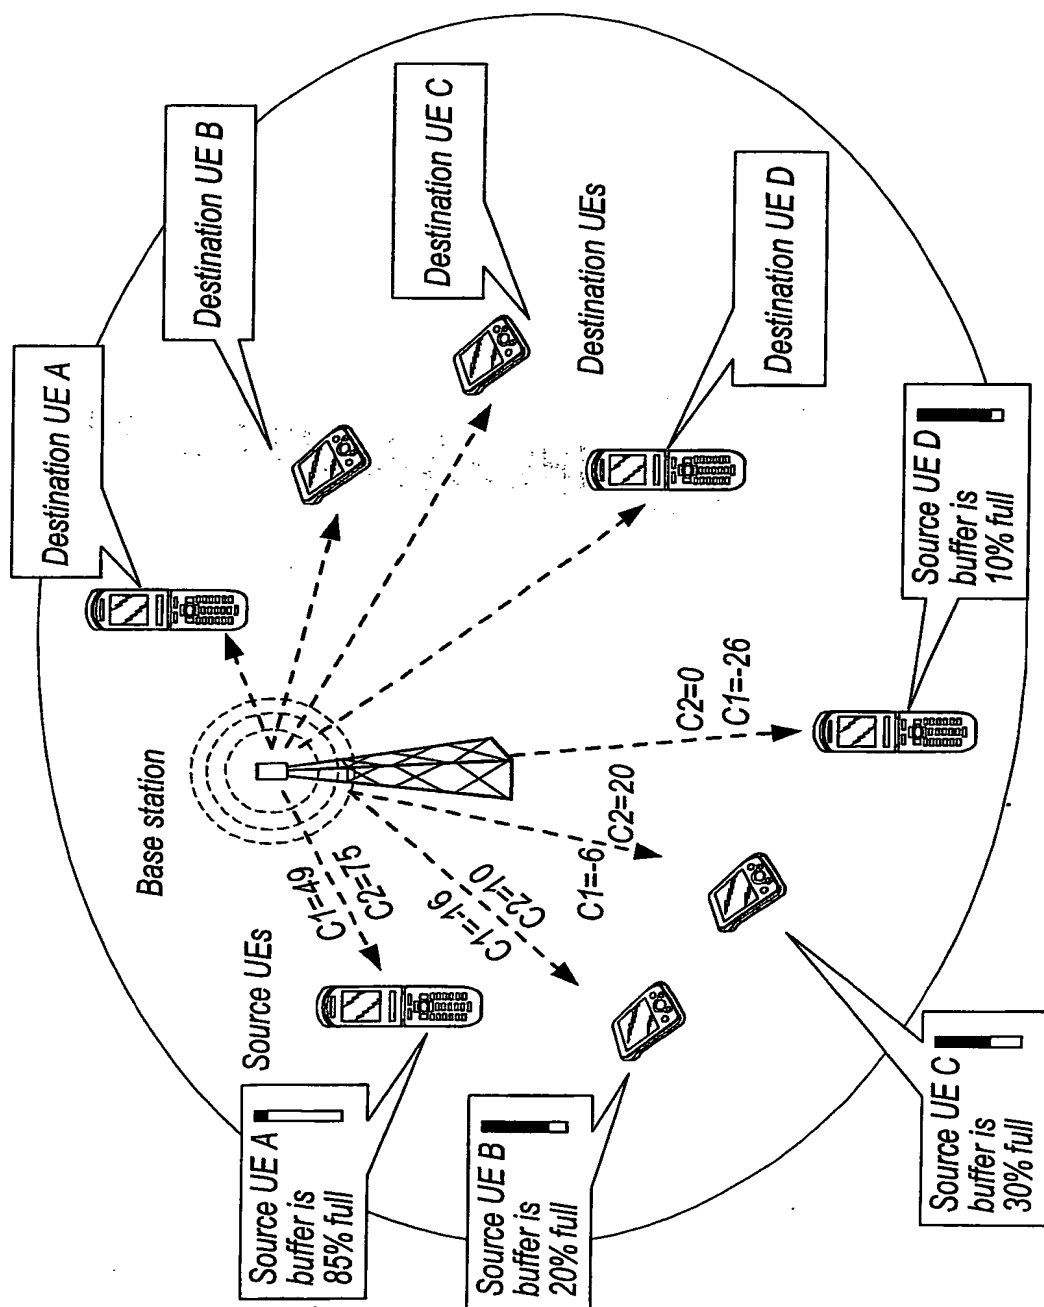 Source UEs
Base station
Destination UE A
Destination UE B
Destination UE C
Destination UEs
Destination UE D
Source UE A
buffer is
85% full
C1=49
C2=75
Source UE B
buffer is
20% full
C1=-16
C2=10
C1=-6
C2=20
C2=0
C1=-26
Source UE C
buffer is
30% full
Source UE D
buffer is
10% full